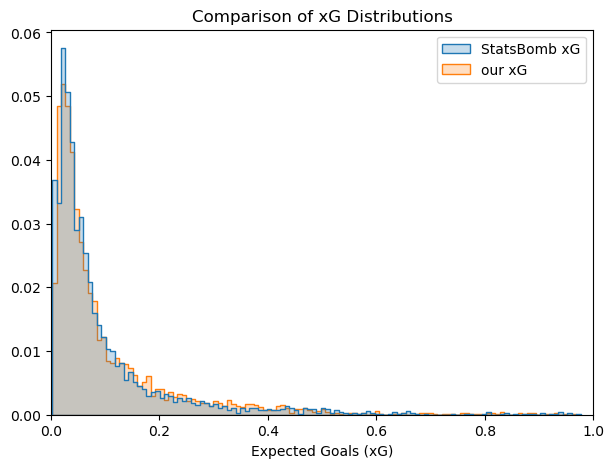 Comparison of xG Distributions
StatsBomb xG
our xG
0.06
0.05
0.04
0.03
0.02
0.01
0.00
0.0 0.2 0.4 0.6 0.8 1.0
Expected Goals (xG)